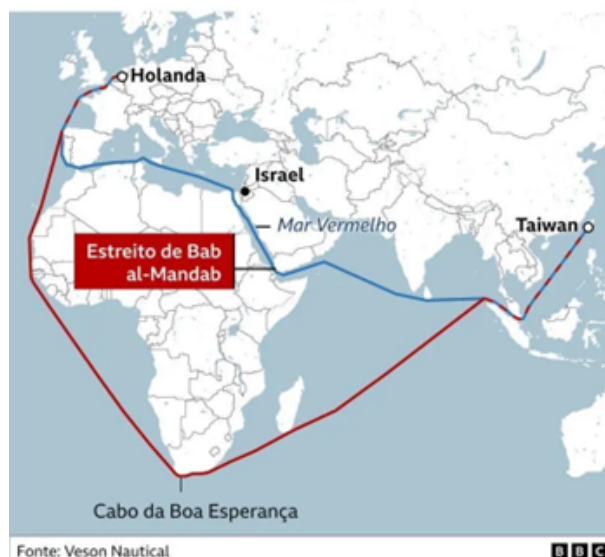 Holanda
Israel
Mar Vermelho
Taiwan
Estreito de Bab
al-Mandab
Cabo da Boa Esperança
Fonte: Veson Nautical
BBC